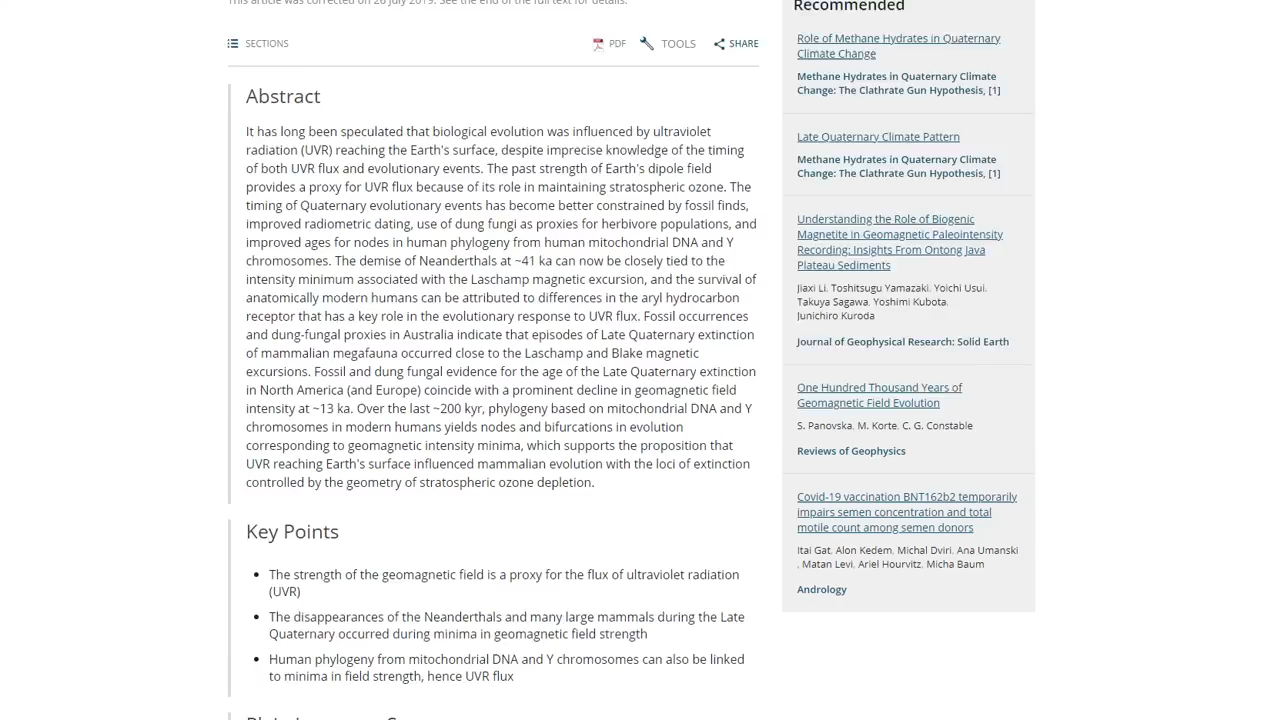 This article was corrected on 26 July 2019. See the end of the full text for details.
SECTIONS
PDF
TOOLS
SHARE
Abstract
It has long been speculated that biological evolution was influenced by ultraviolet
radiation (UVR) reaching the Earth's surface, despite imprecise knowledge of the timing
of both UVR flux and evolutionary events. The past strength of Earth's dipole field
provides a proxy for UVR flux because of its role in maintaining stratospheric ozone. The
timing of Quaternary evolutionary events has become better constrained by fossil finds,
improved radiometric dating, use of dung fungi as proxies for herbivore populations, and
improved ages for nodes in human phylogeny from human mitochondrial DNA and Y
chromosomes. The demise of Neanderthals at ~41 ka can now be closely tied to the
intensity minimum associated with the Laschamp magnetic excursion, and the survival of
anatomically modern humans can be attributed to differences in the aryl hydrocarbon
receptor that has a key role in the evolutionary response to UVR flux. Fossil occurrences
and dung-fungal proxies in Australia indicate that episodes of Late Quaternary extinction
of mammalian megafauna occurred close to the Laschamp and Blake magnetic
excursions. Fossil and dung fungal evidence for the age of the Late Quaternary extinction
in North America (and Europe) coincide with a prominent decline in geomagnetic field
intensity at ~13 ka. Over the last ~200 kyr, phylogeny based on mitochondrial DNA and Y
chromosomes in modern humans yields nodes and bifurcations in evolution
corresponding to geomagnetic intensity minima, which supports the proposition that
UVR reaching Earth's surface influenced mammalian evolution with the loci of extinction
controlled by the geometry of stratospheric ozone depletion.
Key Points
The strength of the geomagnetic field is a proxy for the flux of ultraviolet radiation
(UVR)
The disappearances of the Neanderthals and many large mammals during the Late
Quaternary occurred during minima in geomagnetic field strength
Human phylogeny from mitochondrial DNA and Y chromosomes can also be linked
to minima in field strength, hence UVR flux
Recommended
Role of Methane Hydrates in Quaternary
Climate Change
Methane Hydrates in Quaternary Climate
Change: The Clathrate Gun Hypothesis, [1]
Late Quaternary Climate Pattern
Methane Hydrates in Quaternary Climate
Change: The Clathrate Gun Hypothesis, [1]
Understanding the Role of Biogenic
Magnetite in Geomagnetic Paleointensity
Recording: Insights From Ontong Java
Plateau Sediments
Jiaxi Li, Toshitsugu Yamazaki, Yoichi Usui,
Takuya Sagawa, Yoshimi Kubota,
Junichiro Kuroda
Journal of Geophysical Research: Solid Earth
One Hundred Thousand Years of
Geomagnetic Field Evolution
S. Panovska, M. Korte, C. G. Constable
Reviews of Geophysics
Covid-19 vaccination BNT162b2 temporarily
impairs semen concentration and total
motile count among semen donors
Itai Gat, Alon Kedem, Michal Dviri, Ana Umanski
, Matan Levi, Ariel Hourvitz, Micha Baum
Andrology